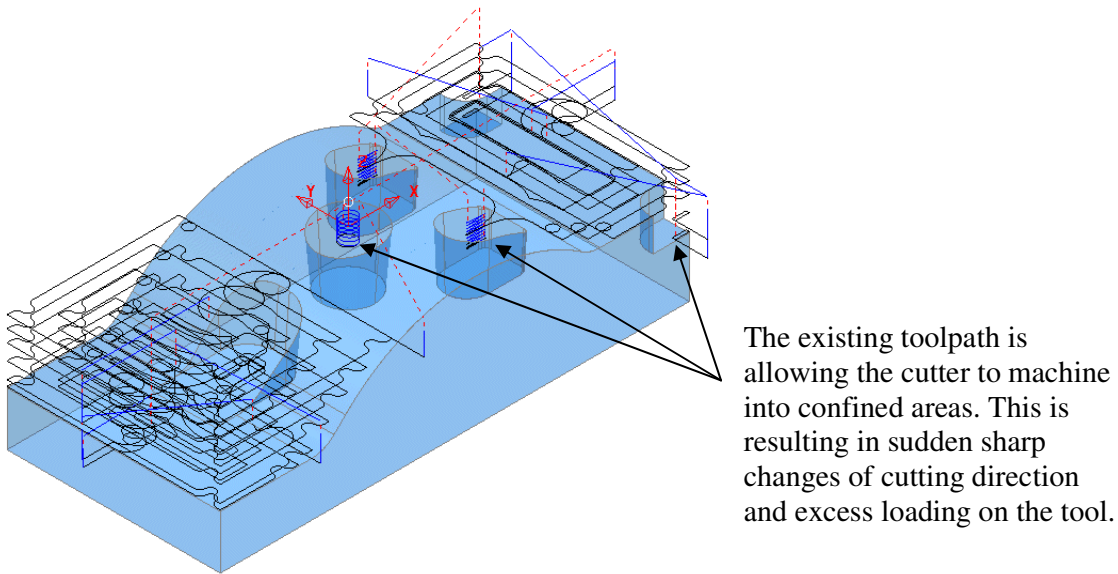 Y
X
The existing toolpath is
allowing the cutter to machine
into confined areas. This is
resulting in sudden sharp
changes of cutting direction
and excess loading on the tool.